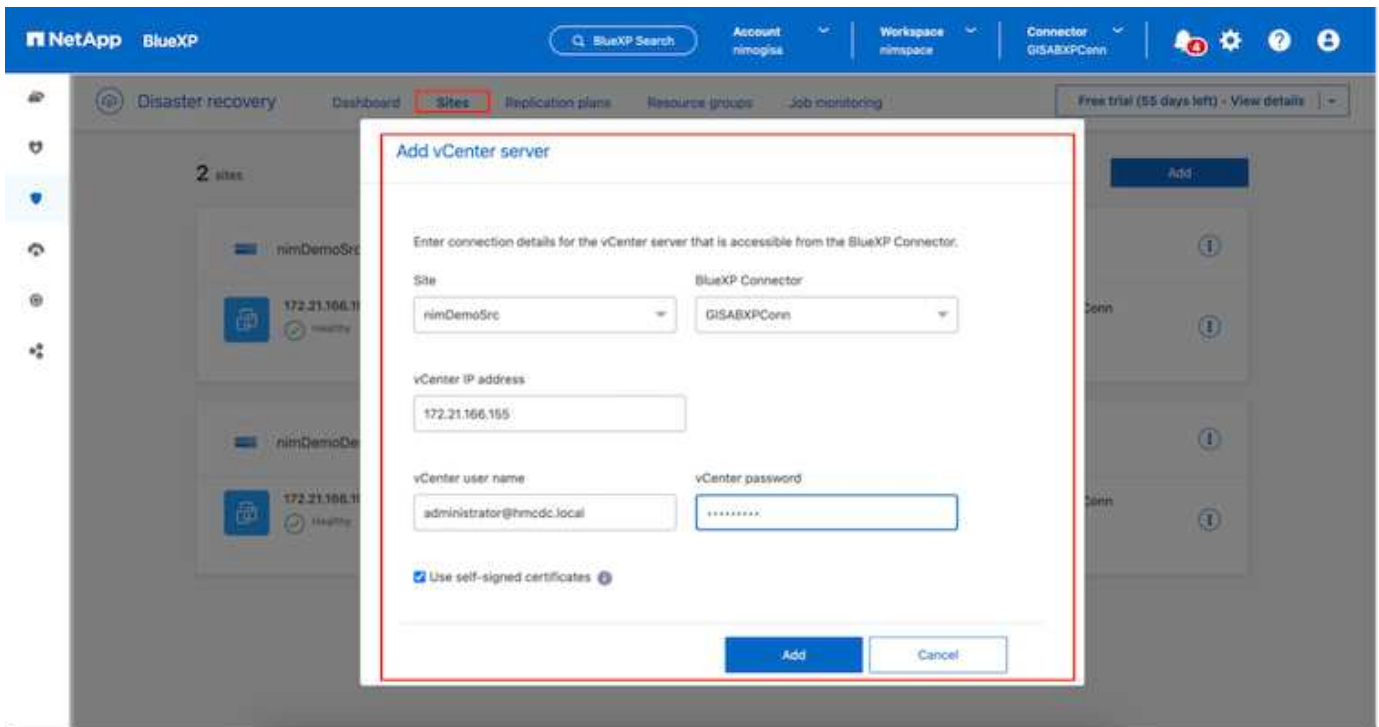 NetApp BlueXP
BlueXP Search
Account
nimogisa
Workspace
nimspace
Connector
GISABXPConn
4
Disaster recovery
Dashboard
Sites
Replication plans
Resource groups
Job monitoring
Free trial (55 days left) - View details
Add vCenter server
2 sites
Add
Enter connection details for the vCenter server that is accessible from the BlueXP Connector.
nimDemoSrc
Site
BlueXP Connector
nimDemoSrc
GISABXPConn
172.21.166.1
Conn
Healthy
vCenter IP address
172.21.166.155
nimDemoDe
vCenter user name
vCenter password
172.21.166.1
Conn
administrator@hmcdc.local
.........
Healthy
Use self-signed certificates
Add
Cancel